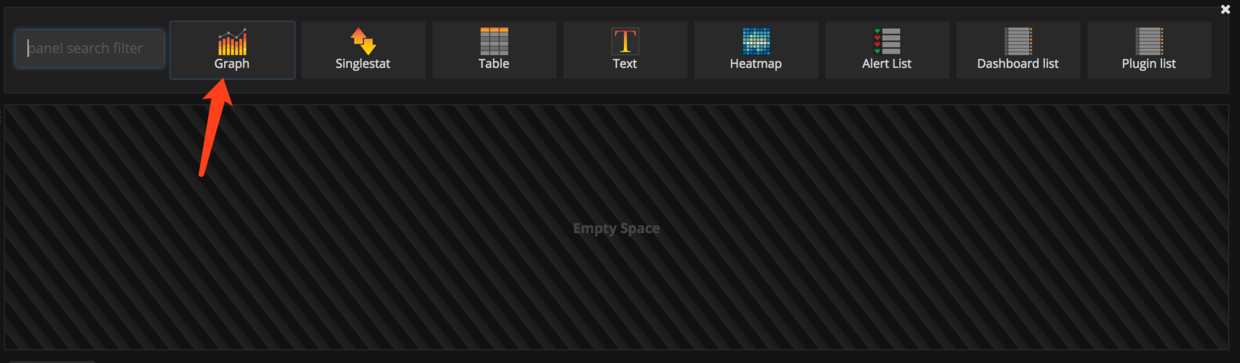 panel search filter
Graph
Singlestat
Table
Text
Heatmap
Alert List
Dashboard list
Plugin list
Empty Space